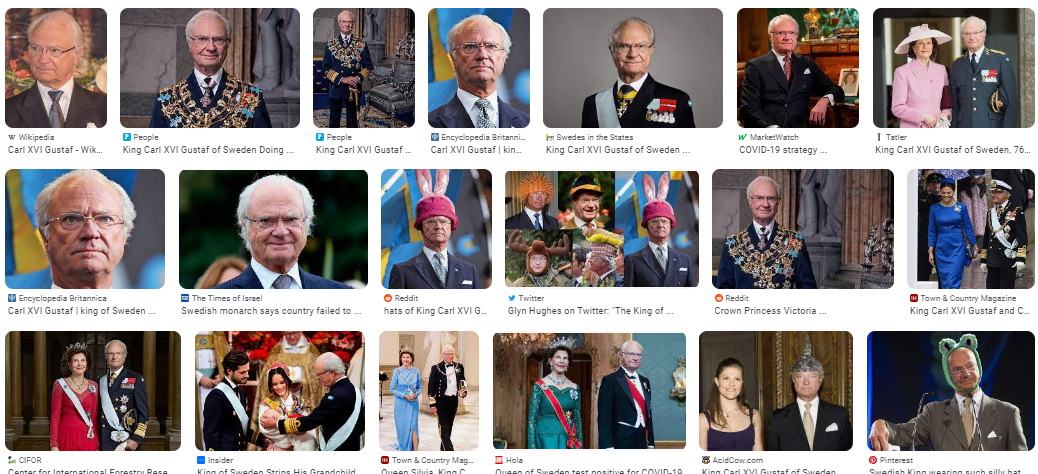 Wikipedia
Carl XVI Gustaf - Wik...
People
King Carl XVI Gustaf of Sweden Doing ...
People
King Carl XVI Gustaf ...
Encyclopedia Britanni...
Carl XVI Gustaf | kin...
Swedes in the States
King Carl XVI Gustaf of Sweden ...
MarketWatch
COVID-19 strategy ...
Tatler
King Carl XVI Gustaf of Sweden, 76...
Encyclopedia Britannica
Carl XVI Gustaf | king of Sweden ...
The Times of Israel
Swedish monarch says country failed to ...
Reddit
hats of King Carl XVI G...
Twitter
Glyn Hughes on Twitter: "The King of ...
Reddit
Crown Princess Victoria ...
Town & Country Magazine
King Carl XVI Gustaf and C...
CIFOR
Center for International Forestry Rese...
Insider
King of Sweden Strips His Grandchild...
Town & Country Mag...
Queen Silvia, King C...
Hola
Queen of Sweden test positive for COVID-19
AcidCow.com
King Carl XVI Gustaf of Sweden
Pinterest
Swedish King wearing such silly hat